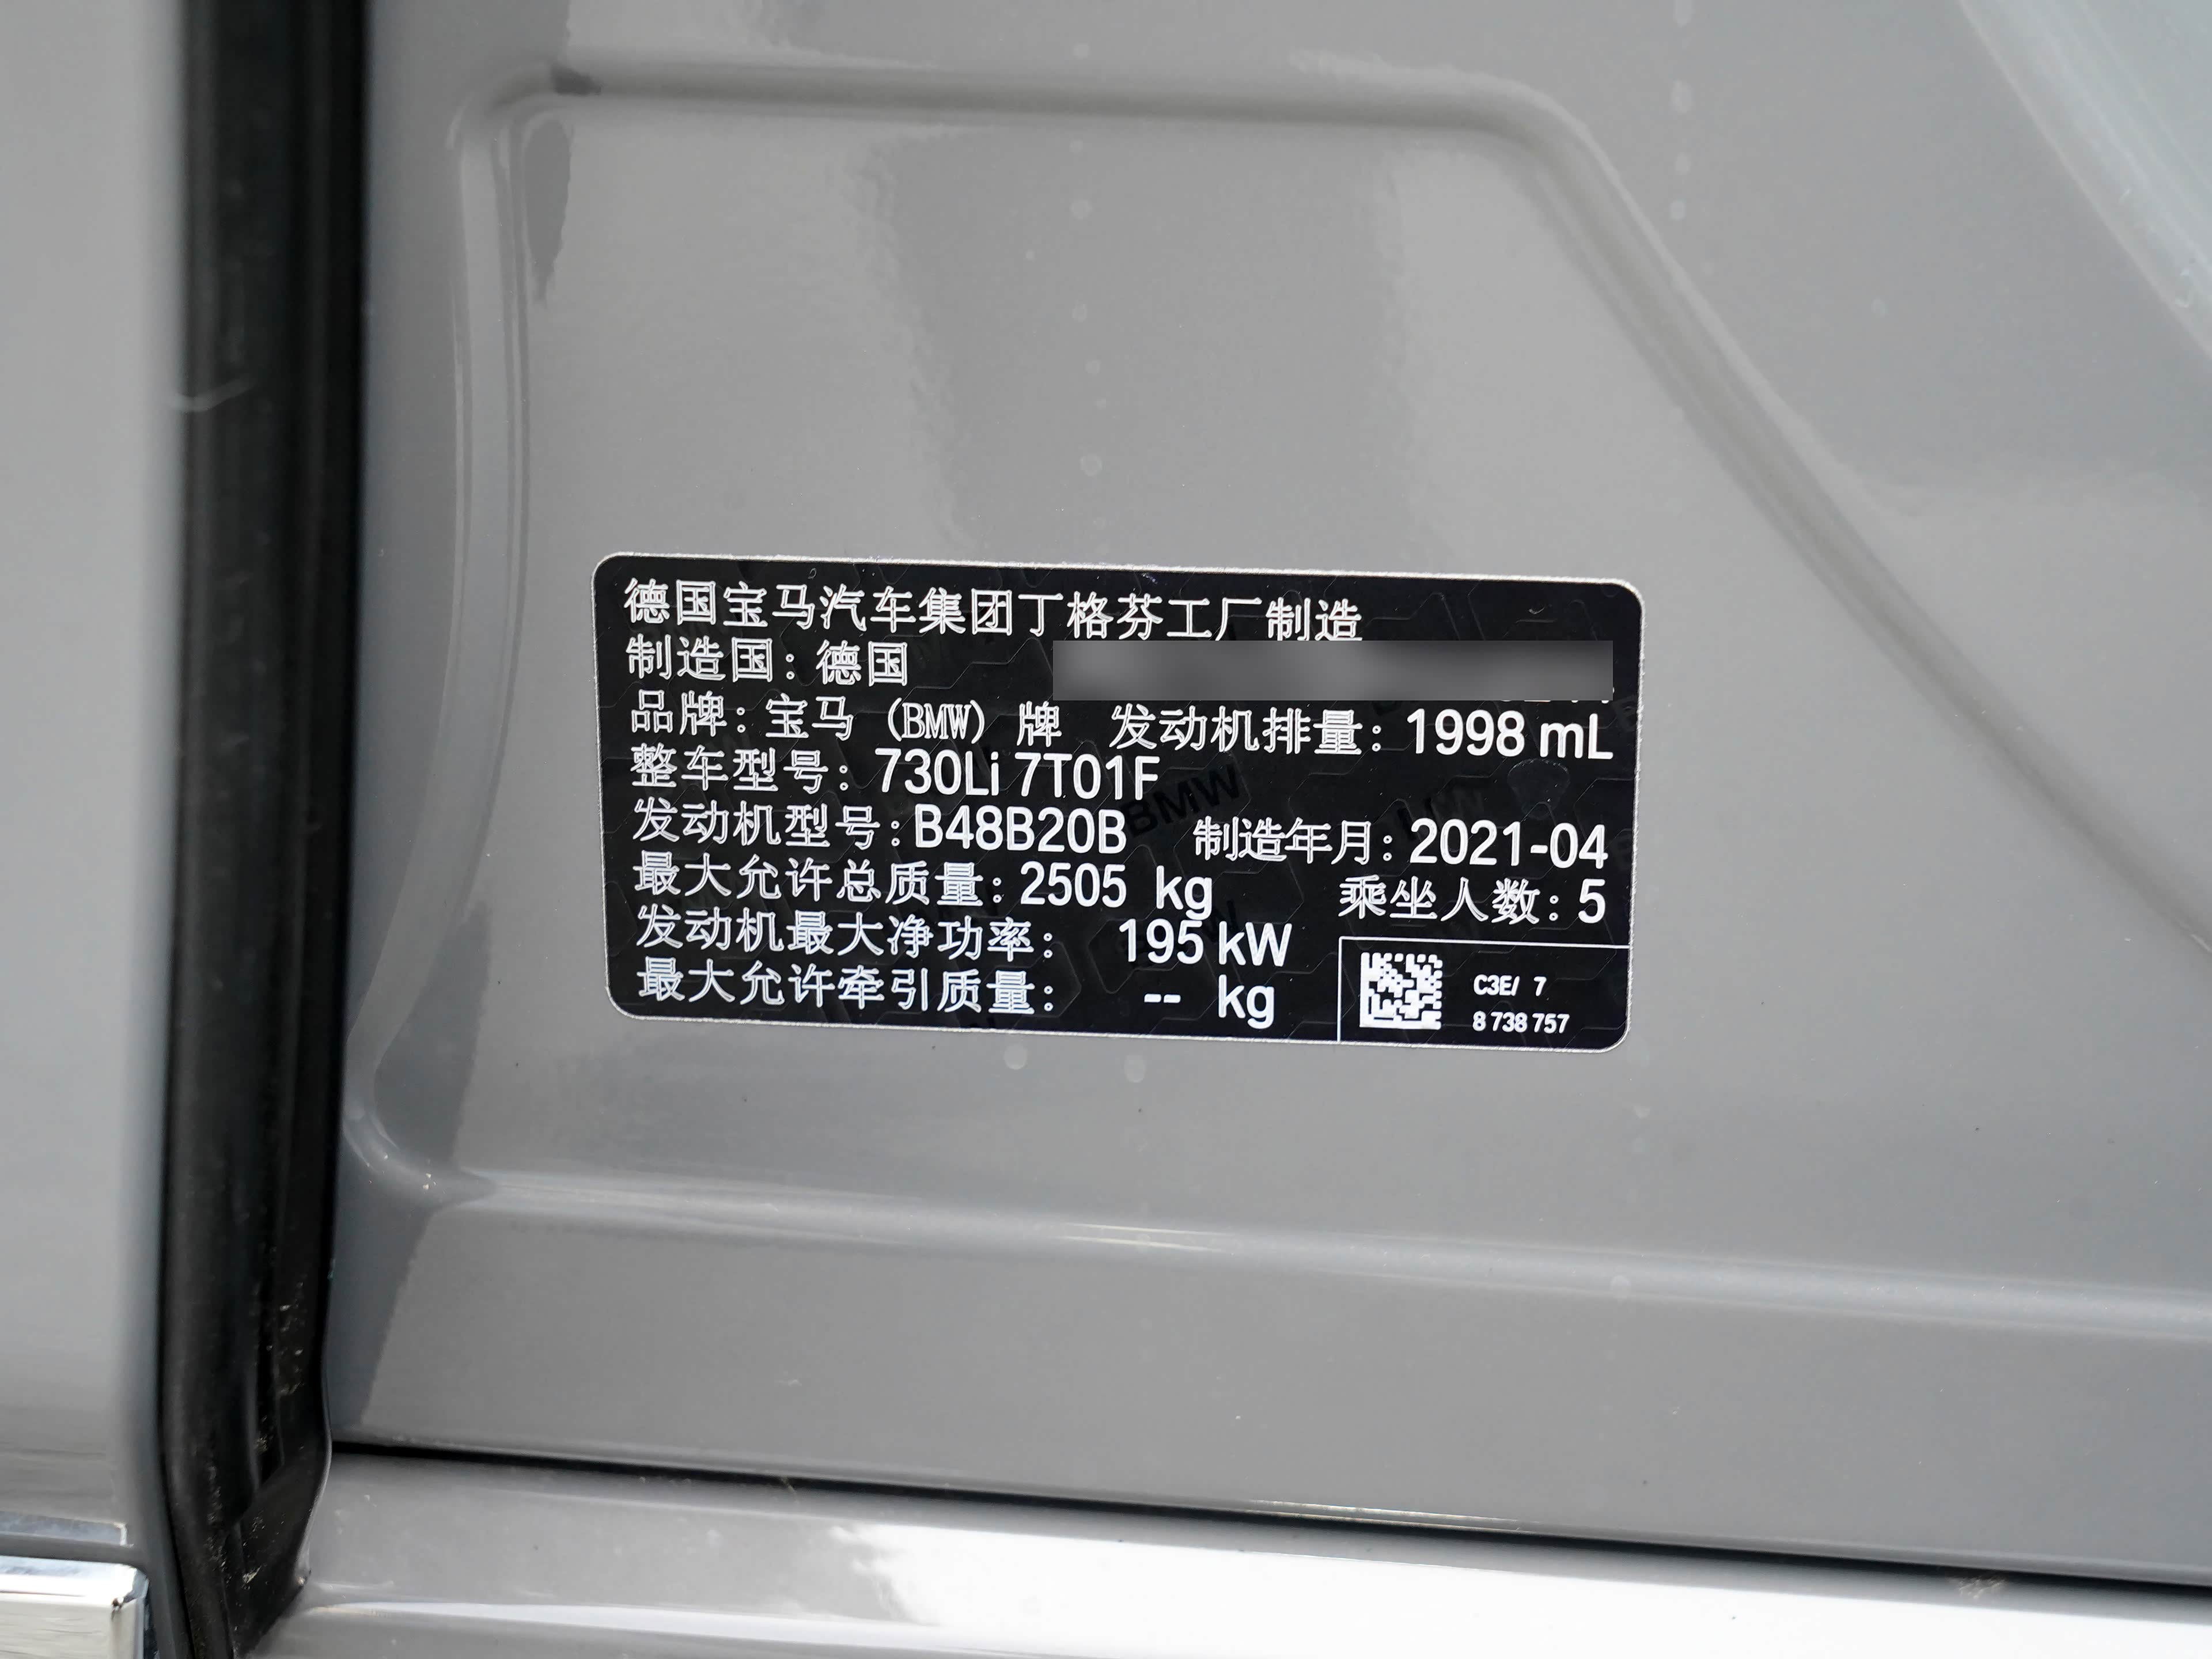 德国宝马汽车集团丁格芬工厂制造
制造国：德国
品牌：宝马 (BMW) 牌 发动机排量：1998 mL
整车型号：730Li 7T01F
发动机型号：B48B20B 制造年月：2021-04
最大允许总质量：2505 kg 乘坐人数：5
发动机最大净功率： 195 kW
最大允许牵引质量： -- kg
C3E/ 7
8 738 757